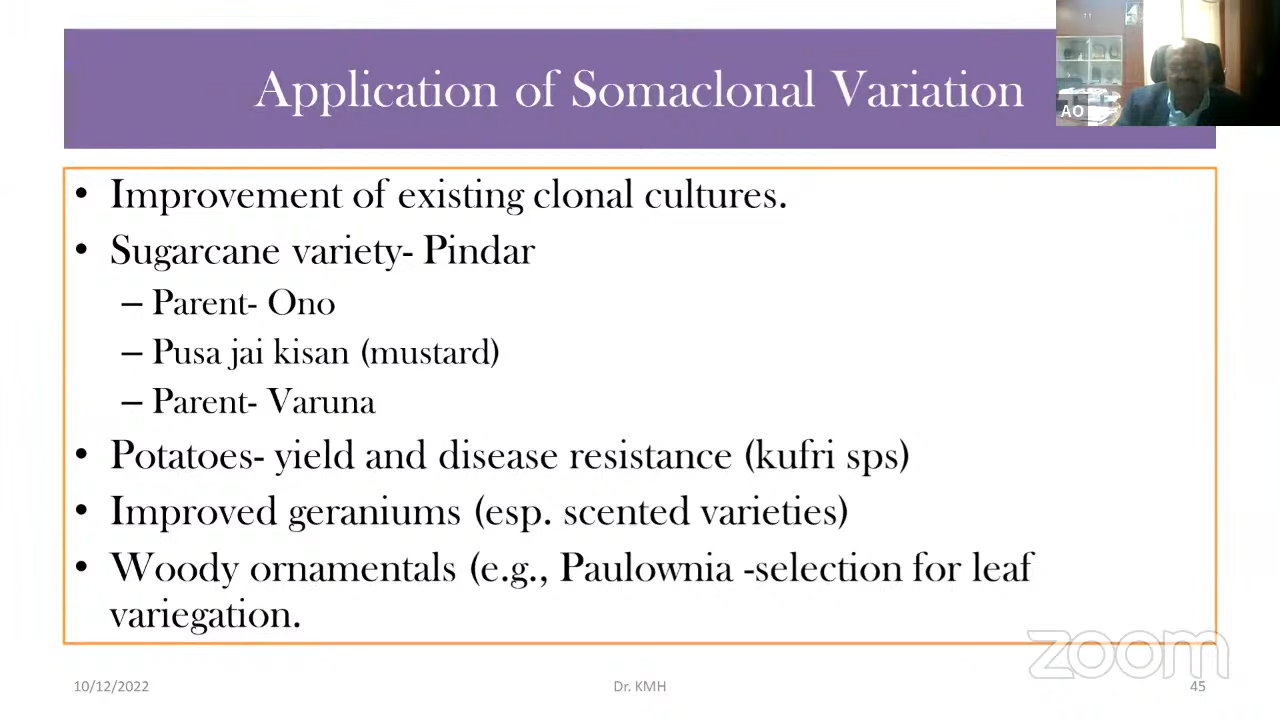 Application of Somaclonal Variation
AO
• Improvement of existing clonal cultures.
• Sugarcane variety- Pindar
– Parent- Ono
– Pusa jai kisan (mustard)
– Parent- Varuna
• Potatoes- yield and disease resistance (kufri sps)
• Improved geraniums (esp. scented varieties)
• Woody ornamentals (e.g., Paulownia -selection for leaf
variegation.
zoom
10/12/2022
Dr. KMH
45